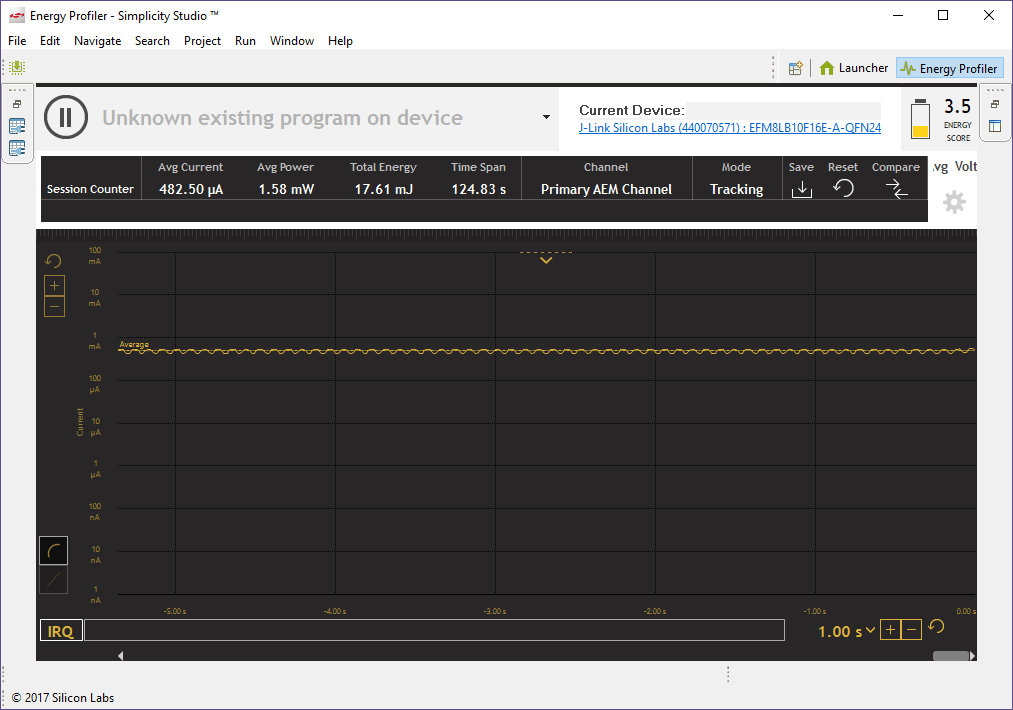 Energy Profiler - Simplicity Studio ™
File Edit Navigate Search Project Run Window Help
Launcher Energy Profiler
Unknown existing program on device
Current Device:
J-Link Silicon Labs (440070571) : EFM8LB10F16E-A-QFN24
3.5
ENERGY
SCORE
Avg Current Avg Power Total Energy Time Span Channel Mode Save Reset Compare vg Volt
Session Counter 482.50 µA 1.58 mW 17.61 mJ 124.83 s Primary AEM Channel Tracking
100
mA
10
mA
1
mA
Average
100
µA
Current
10
µA
1
µA
100
nA
10
nA
1
nA
-5.00 s -4.00 s -3.00 s -2.00 s -1.00 s 0.00 s
IRQ 1.00 s
© 2017 Silicon Labs